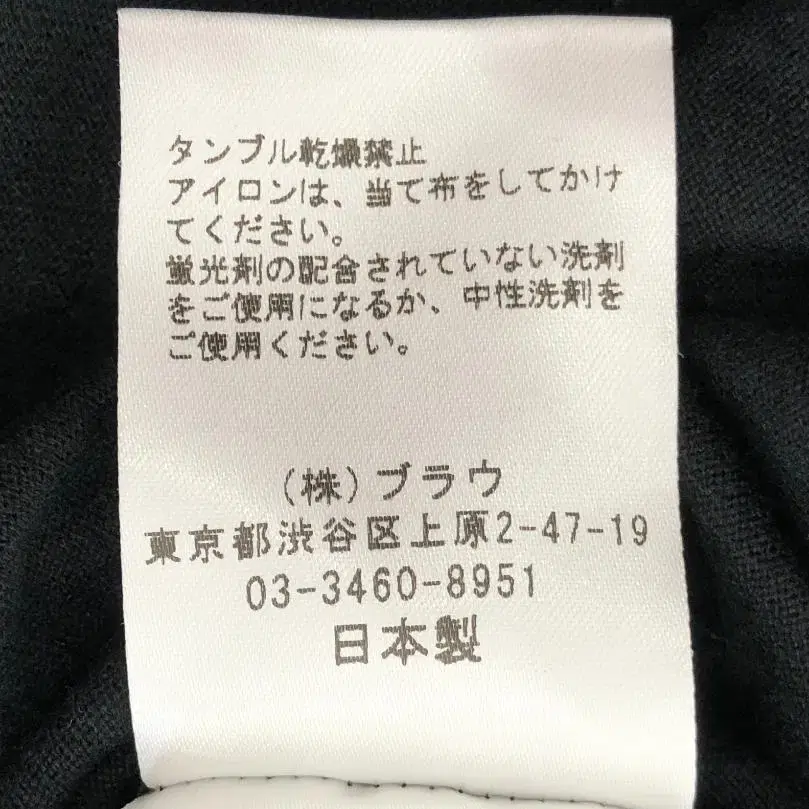 タンブル乾燥禁止
アイロンは、当て布をしてかけ
てください。
蛍光剤の配合されていない洗剤
をご使用になるか、中性洗剤を
ご使用ください。
(株)ブラウ
東京都渋谷区上原2-47-19
03-3460-8951
日本製